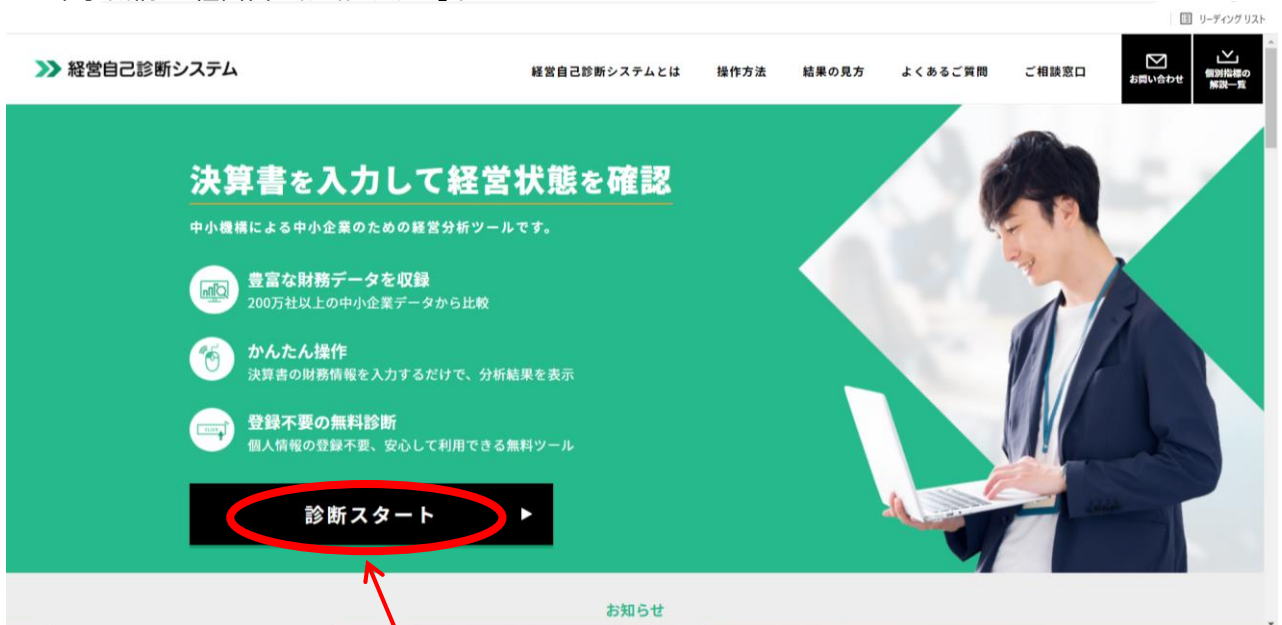 リーディング リスト
経営自己診断システム
経営自己診断システムとは
操作方法
結果の見方
よくあるご質問
ご相談窓口
お問い合わせ
個別指標の
解説一覧
決算書を入力して経営状態を確認
中小機構による中小企業のための経営分析ツールです。
豊富な財務データを収録
200万社以上の中小企業データから比較
かんたん操作
決算書の財務情報を入力するだけで、分析結果を表示
登録不要の無料診断
個人情報の登録不要、安心して利用できる無料ツール
診断スタート
お知らせ